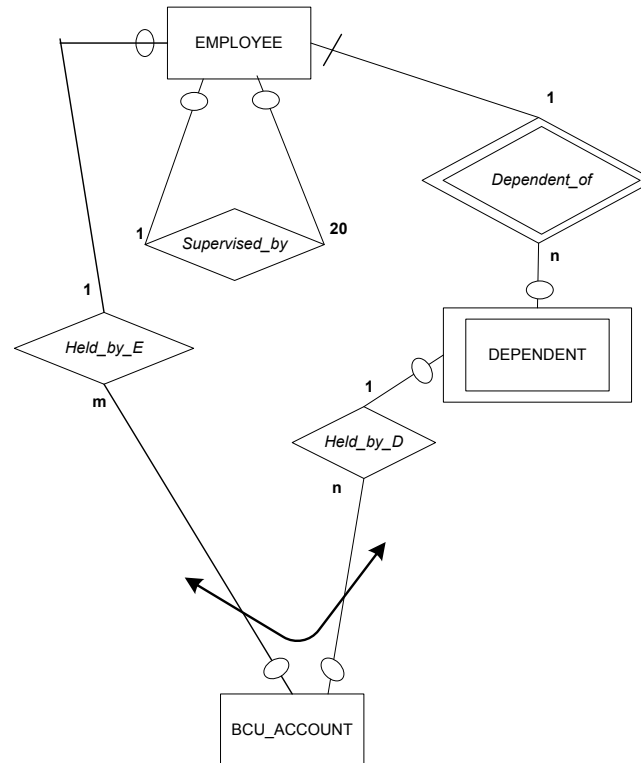 EMPLOYEE
1
Dependent_of
1
Supervised_by
20
n
1
Held_by_E
m
DEPENDENT
1
Held_by_D
n
BCU_ACCOUNT